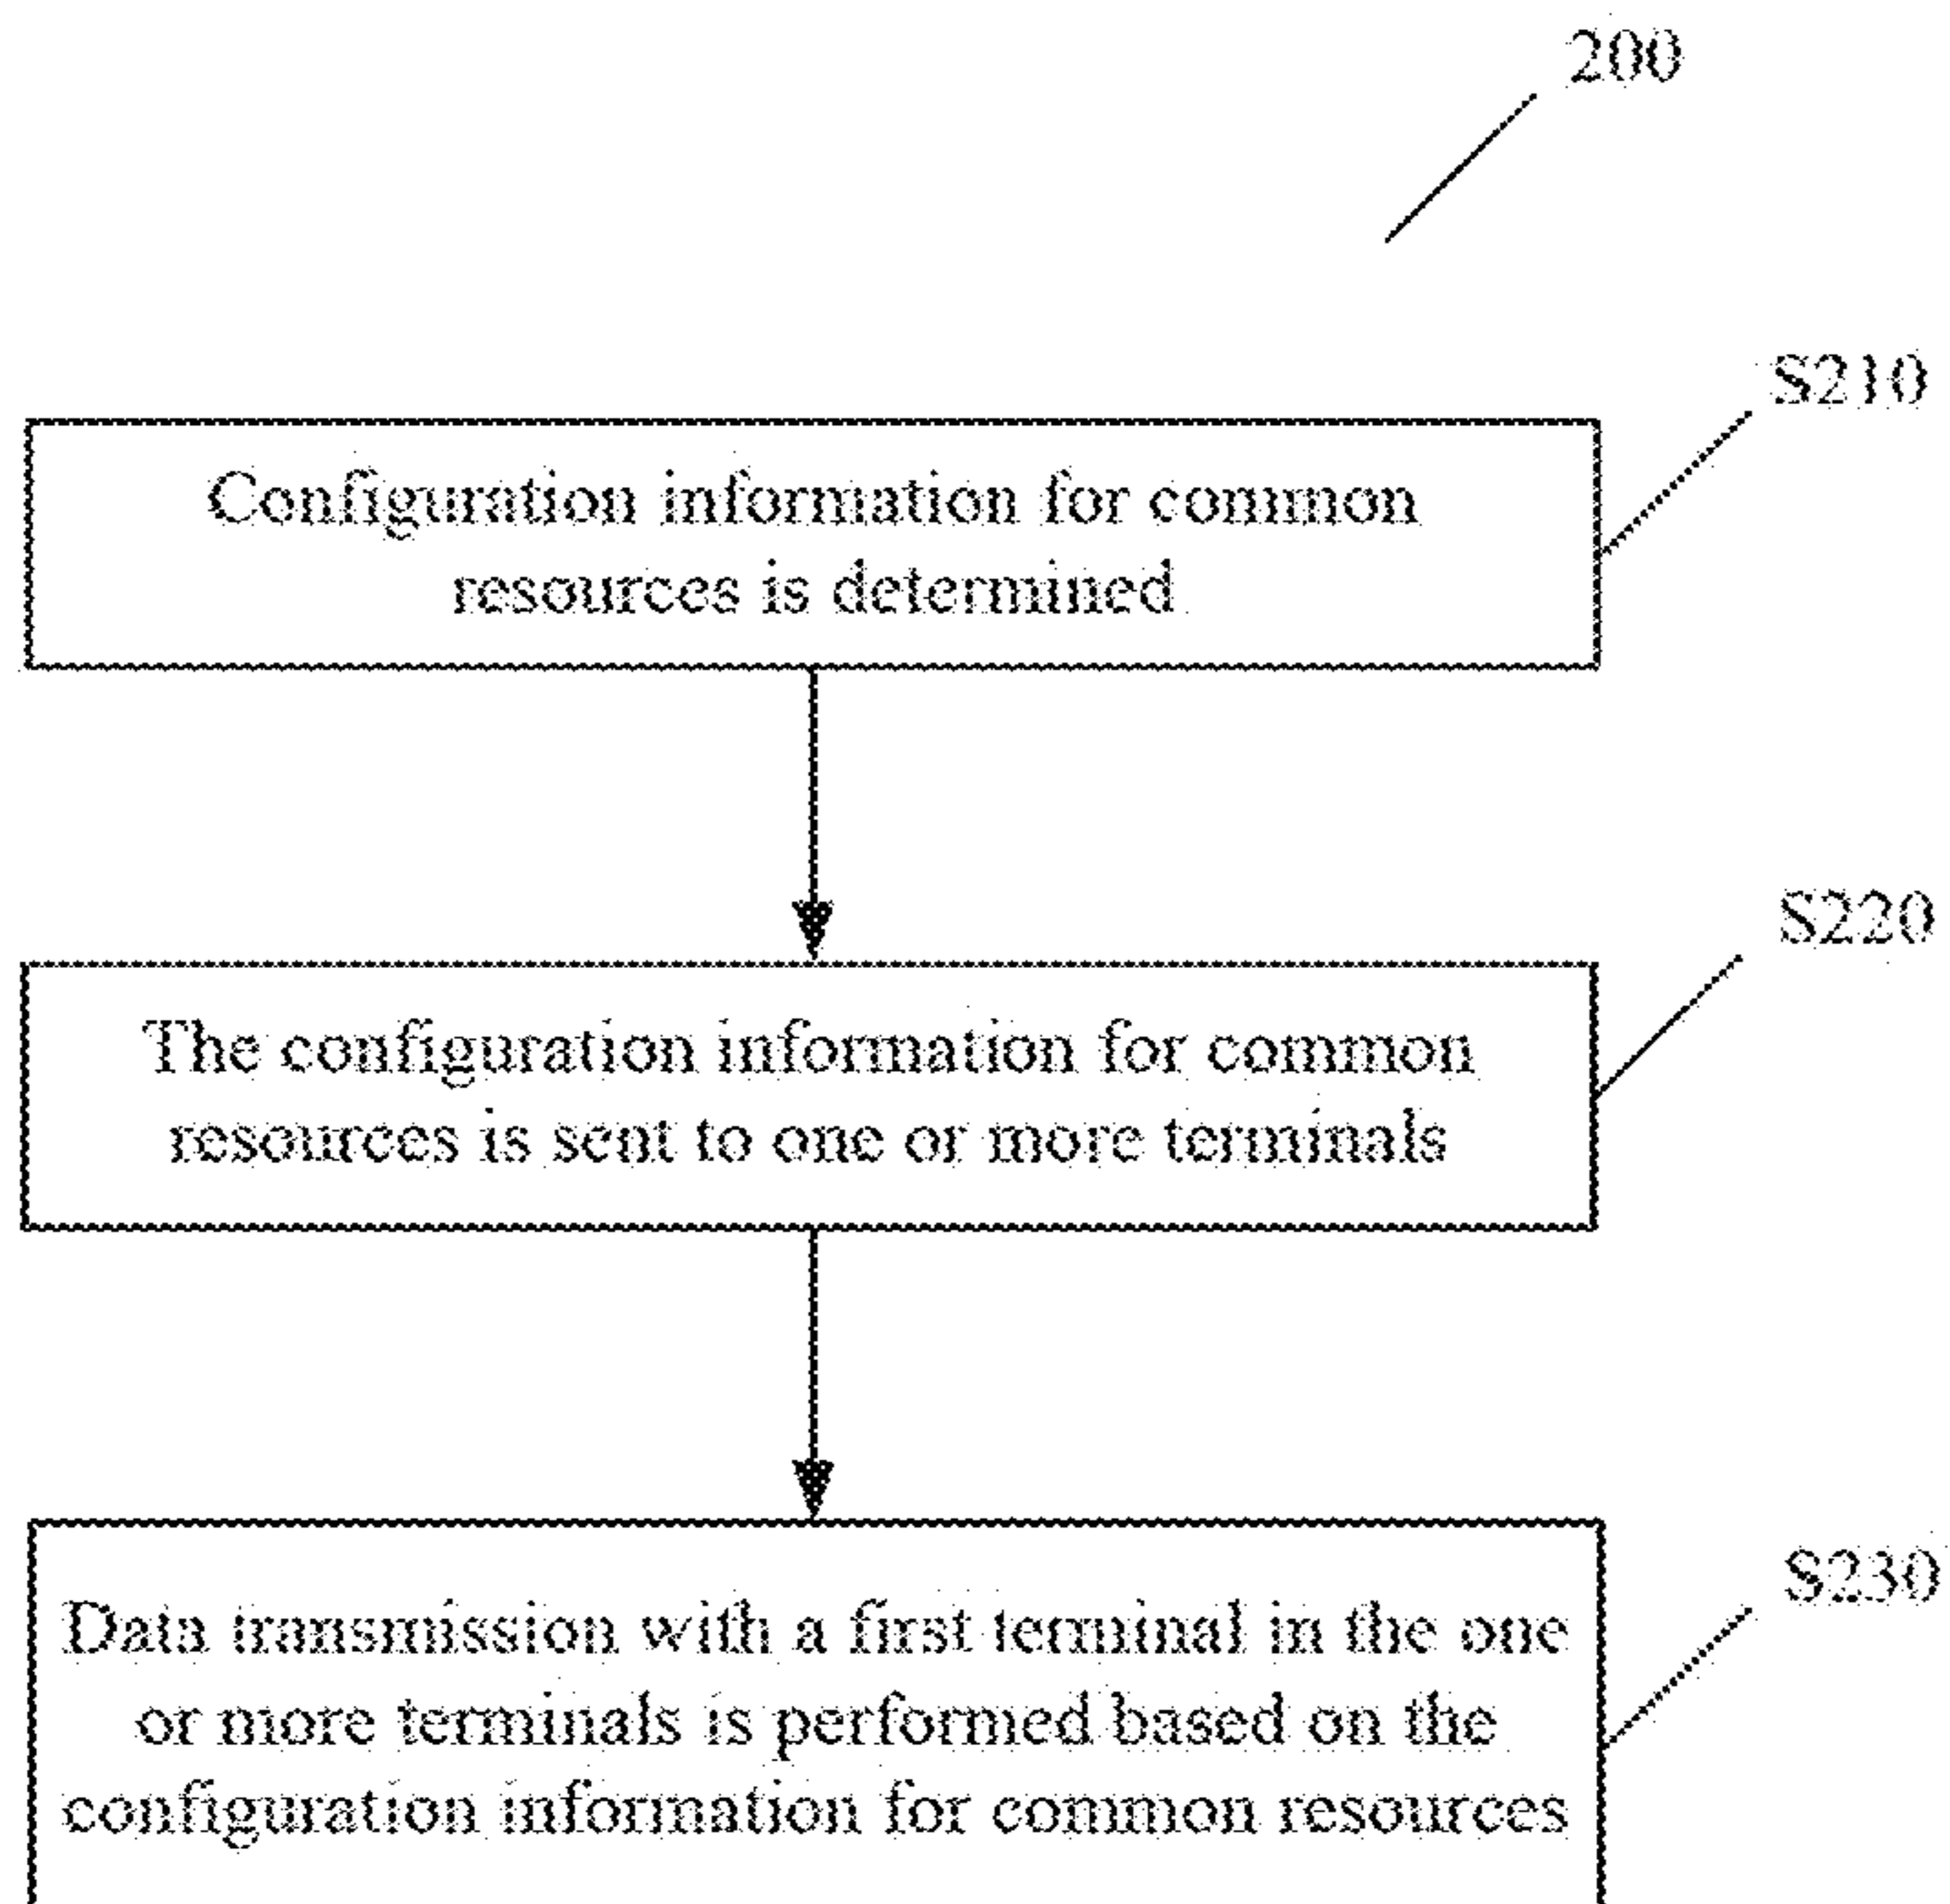 200
S210
Configuration information for common
resources is determined
S220
The configuration information for common
resources is sent to one or more terminals
S230
Data transmission with a first terminal in the one
or more terminals is performed based on the
configuration information for common resources